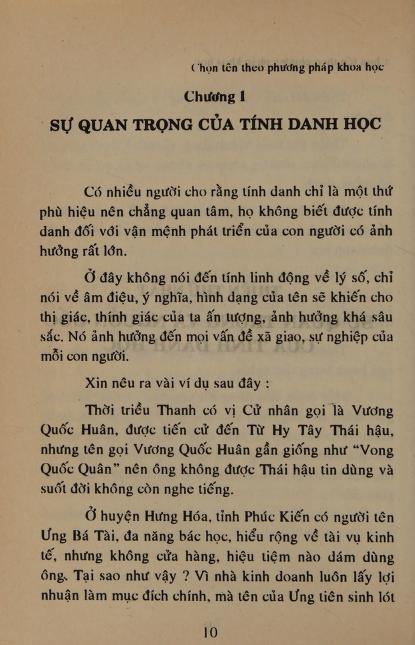 Chọn tên theo phương pháp khoa học
Chương 1
SỰ QUAN TRỌNG CỦA TÍNH DANH HỌC
Có nhiều người cho rằng tính danh chỉ là một thứ
phù hiệu nên chẳng quan tâm, họ không biết được tính
danh đối với vận mệnh phát triển của con người có ảnh
hưởng rất lớn.
Ở đây không nói đến tính linh động về lý số, chỉ
nói về âm điệu, ý nghĩa, hình dạng của tên sẽ khiến cho
thị giác, thính giác của ta ấn tượng, ảnh hưởng khá sâu
sắc. Nó ảnh hưởng đến mọi vấn đề xã giao, sự nghiệp của
mỗi con người.
Xin nêu ra vài ví dụ sau đây :
Thời triều Thanh có vị Cử nhân gọi là Vương
Quốc Huân, được tiến cử đến Từ Hy Tây Thái hậu,
nhưng tên gọi Vương Quốc Huân gần giống như “Vong
Quốc Quân” nên ông không được Thái hậu tin dùng và
suốt đời không còn nghe tiếng.
Ở huyện Hưng Hóa, tỉnh Phúc Kiến có người tên
Ưng Bá Tài, đa năng bác học, hiểu rộng về tài vụ kinh
tế, nhưng không cửa hàng, hiệu tiệm nào dám dùng
ông. Tại sao như vậy ? Vì nhà kinh doanh luôn lấy lợi
nhuận làm mục đích chính, mà tên của Ưng tiên sinh lót
10